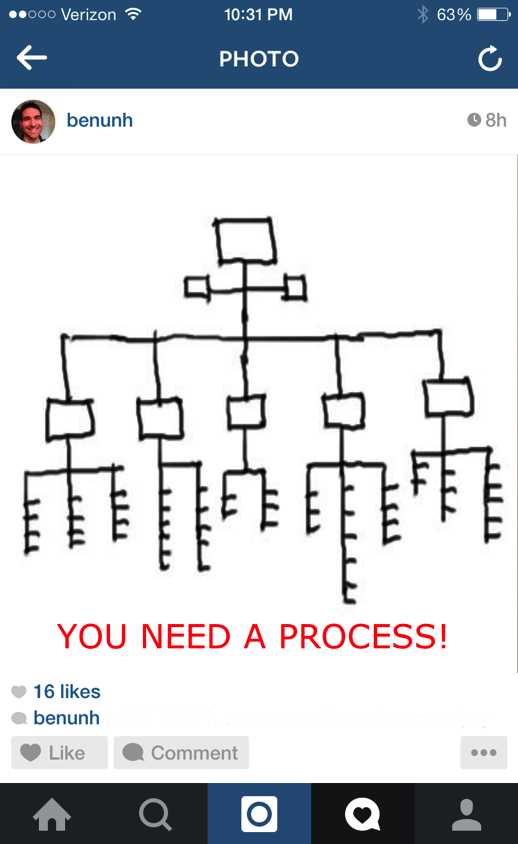 Verizon 10:31 PM 63%
PHOTO
benunh 8h
YOU NEED A PROCESS!
16 likes
benunh
Like Comment